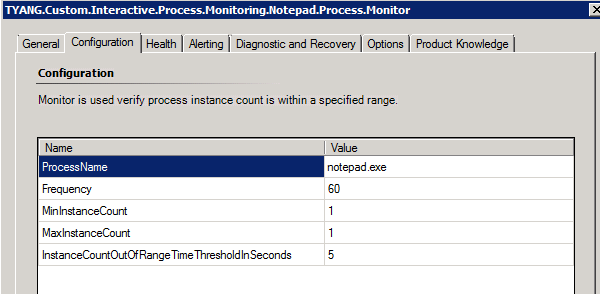 TYANG.Custom.Interactive.Process.Monitoring.Notepad.Process.Monitor
General Configuration Health Alerting Diagnostic and Recovery Options Product Knowledge
Configuration
Monitor is used verify process instance count is within a specified range.
Name Value
ProcessName notepad.exe
Frequency 60
MinInstanceCount 1
MaxInstanceCount 1
InstanceCountOutOfRangeTimeThresholdInSeconds 5